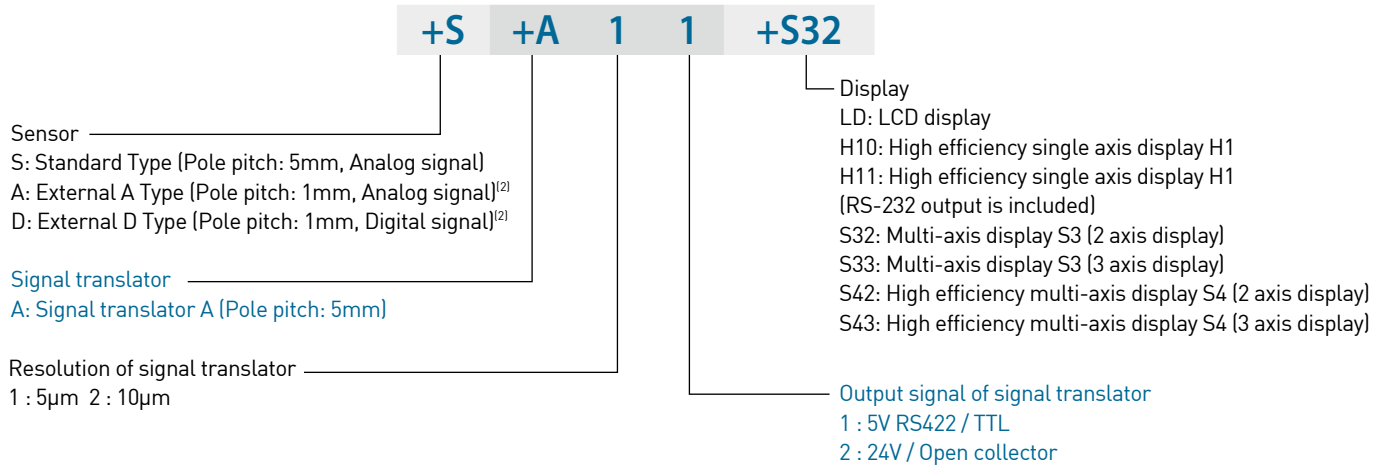 +S +A 1 1 +S32
Sensor
S: Standard Type (Pole pitch: 5mm, Analog signal)
A: External A Type (Pole pitch: 1mm, Analog signal)(2)
D: External D Type (Pole pitch: 1mm, Digital signal)(2)
Signal translator
A: Signal translator A (Pole pitch: 5mm)
Resolution of signal translator
1 : 5μm 2 : 10μm
Display
LD: LCD display
H10: High efficiency single axis display H1
H11: High efficiency single axis display H1
(RS-232 output is included)
S32: Multi-axis display S3 (2 axis display)
S33: Multi-axis display S3 (3 axis display)
S42: High efficiency multi-axis display S4 (2 axis display)
S43: High efficiency multi-axis display S4 (3 axis display)
Output signal of signal translator
1 : 5V RS422 / TTL
2 : 24V / Open collector